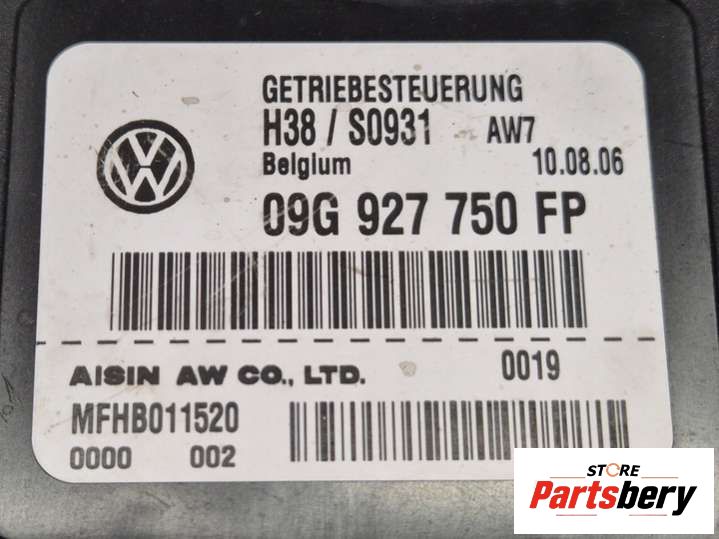 GETRIEBESTEUERUNG
H38 / S0931 AW7
Belgium 10.08.06
09G 927 750 FP
AISIN AW CO., LTD. 0019
MFHB011520
0000 002
STORE
Partsbery